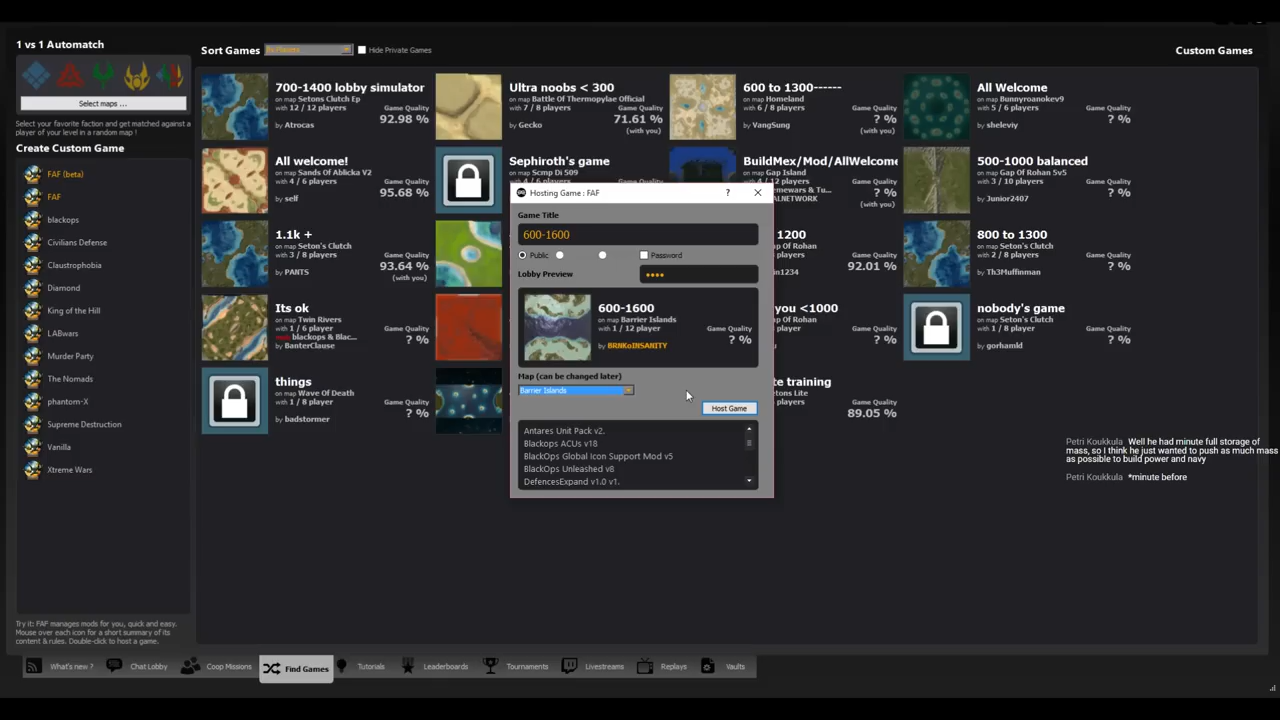 1 vs 1 Automatch
Select maps ...
Select your favorite faction and get matched against
a player of your level in a random map !
Create Custom Game
FAF (beta)
FAF
blackops
Civilians Defense
Claustrophobia
Diamond
King of the Hill
LABwars
Murder Party
The Nomads
phantom-X
Supreme Destruction
Vanilla
Xtreme Wars
Try it: FAF manages mods for you, quick and easy.
Mouse over each icon for a short summary of its
content & rules. Double-click to host a game.
Sort Games
By Players
Hide Private Games
Custom Games
700-1400 lobby simulator
on map Setons Clutch Ep
with 12 / 12 players
Game Quality
92.98 %
by Atrocas
Ultra noobs < 300
on map Battle Of Thermopylae Official
with 7 / 8 players
Game Quality
71.61 %
by Gecko
(with you)
600 to 1300------
on map Homeland
with 6 / 8 players
Game Quality
? %
by VangSung
(with you)
All Welcome
on map Bunnyroanokev9
with 5 / 6 players
Game Quality
? %
by sheleviy
All welcome!
on map Sands Of Ablicka V2
with 4 / 6 players
Game Quality
95.68 %
by self
Sephiroth's game
on map Scmp Di 509
BuildMex/Mod/AllWelcome
on map Gap Island
Game Quality
? %
(with you)
500-1000 balanced
on map Gap Of Rohan 5v5
with 3 / 10 players
Game Quality
? %
by Junior2407
1.1k +
on map Seton's Clutch
with 3 / 8 players
Game Quality
93.64 %
by PANTS
(with you)
1200
Of Rohan
Game Quality
92.01 %
800 to 1300
on map Seton's Clutch
with 2 / 8 players
Game Quality
? %
by Th3Muffinman
Its ok
on map Twin Rivers
with 1 / 6 player
blackops & Blac...
Game Quality
? %
by BanterClause
you <1000
Of Rohan
Game Quality
? %
nobody's game
on map Seton's Clutch
with 1 / 8 player
Game Quality
? %
by gorhamld
things
on map Wave Of Death
with 1 / 8 player
Game Quality
? %
by badstormer
te training
Game Quality
89.05 %
Hosting Game : FAF
?
Game Title
600-1600
Public
Password
Lobby Preview
600-1600
on map Barrier Islands
with 1 / 12 player
Game Quality
? %
by BRNKoINSANITY
Map (can be changed later)
Barrier Islands
Host Game
Antares Unit Pack v2.
Blackops ACUs v18
BlackOps Global Icon Support Mod v5
BlackOps Unleashed v8
DefencesExpand v1.0 v1.
Petri Koukkula Well he had minute full storage of
mass, so I think he just wanted to push as much mass
as possible to build power and navy
Petri Koukkula *minute before
What's new ?
Chat Lobby
Coop Missions
Find Games
Tutorials
Leaderboards
Tournaments
Livestreams
Replays
Vaults